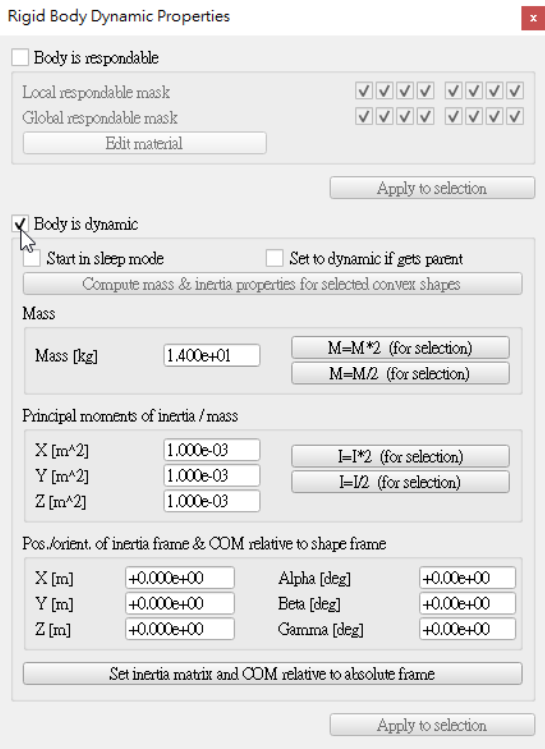 Rigid Body Dynamic Properties
x
Body is respondable
Local respondable mask
Global respondable mask
Edit material
Apply to selection
Body is dynamic
Start in sleep mode Set to dynamic if gets parent
Compute mass & inertia properties for selected convex shapes
Mass
Mass [kg] 1.400e+01 M=M*2 (for selection)
M=M/2 (for selection)
Principal moments of inertia / mass
X [m^2] 1.000e-03 I=I*2 (for selection)
Y [m^2] 1.000e-03 I=I/2 (for selection)
Z [m^2] 1.000e-03
Pos./orient. of inertia frame & COM relative to shape frame
X [m] +0.000e+00 Alpha [deg] +0.00e+00
Y [m] +0.000e+00 Beta [deg] +0.00e+00
Z [m] +0.000e+00 Gamma [deg] +0.00e+00
Set inertia matrix and COM relative to absolute frame
Apply to selection